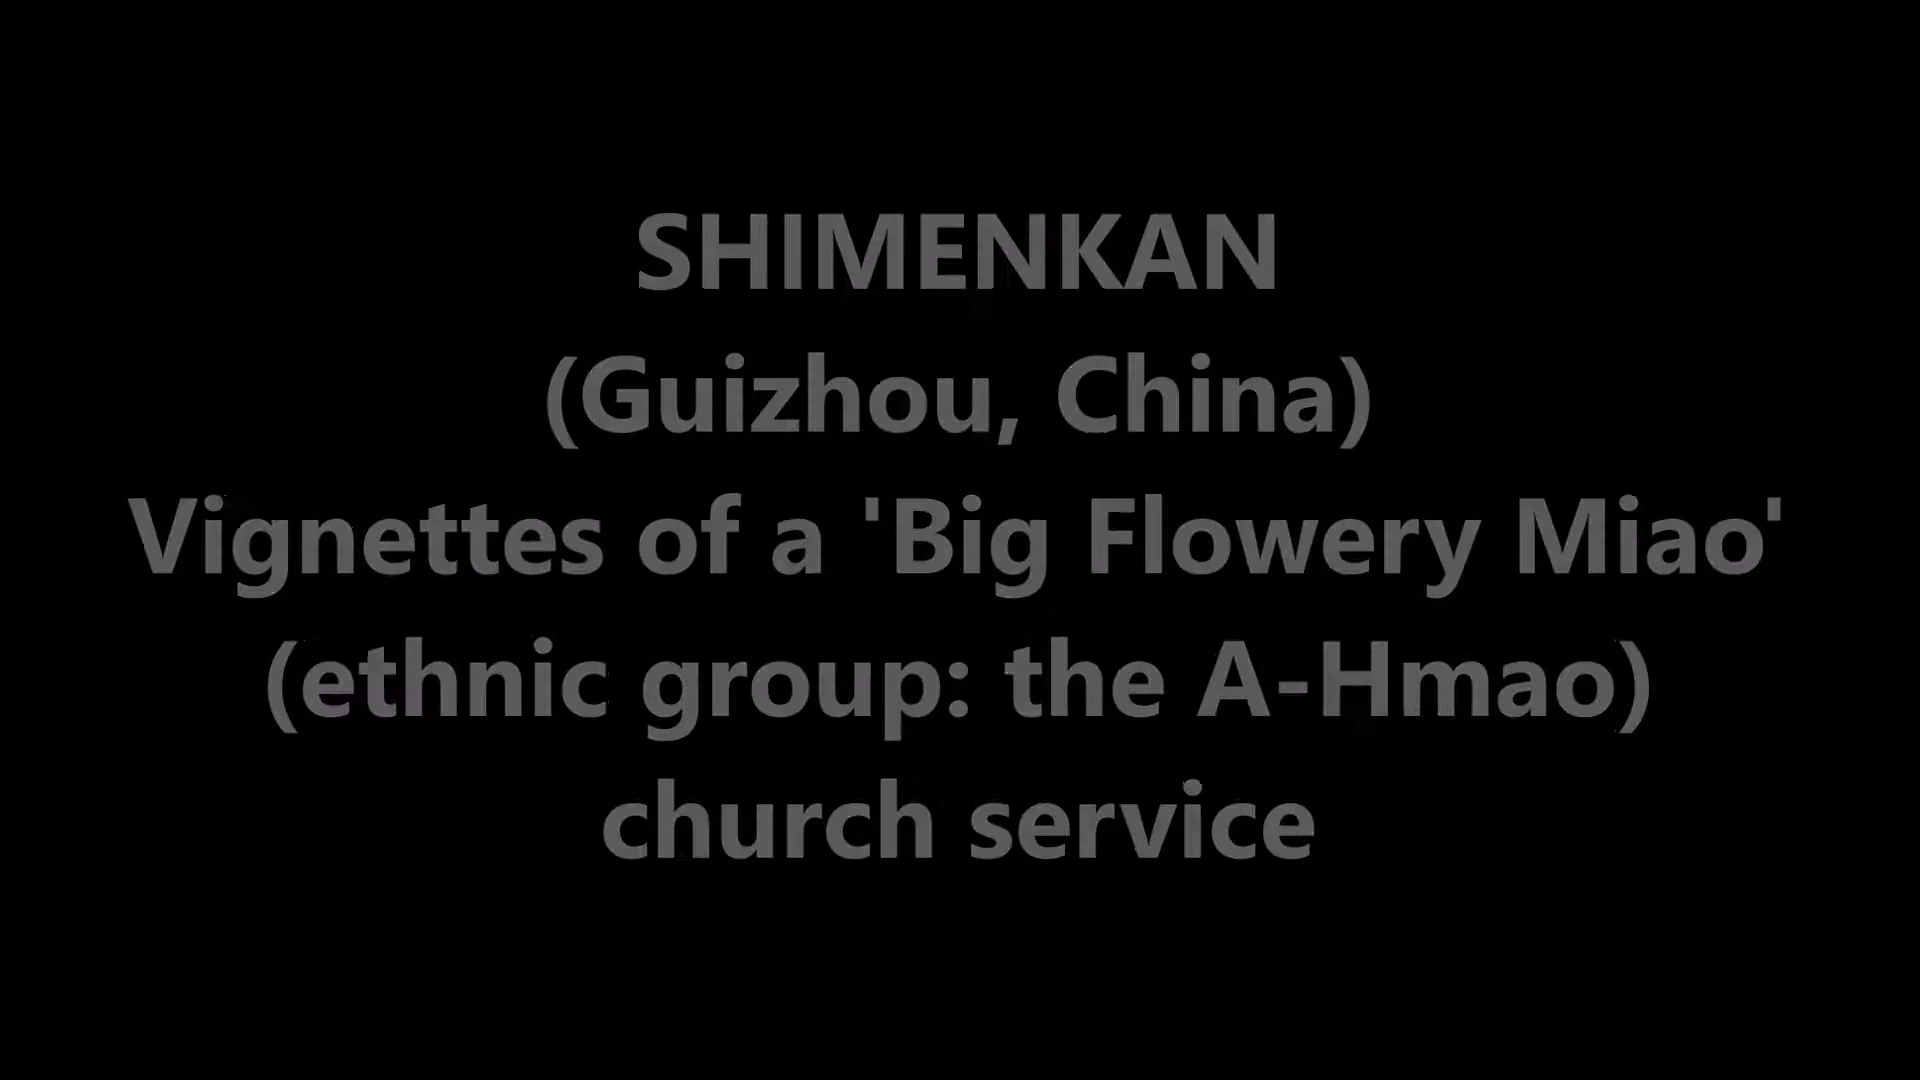 SHIMENKAN
(Guizhou, China)
Vignettes of a 'Big Flowery Miao'
(ethnic group: the A-Hmao)
church service